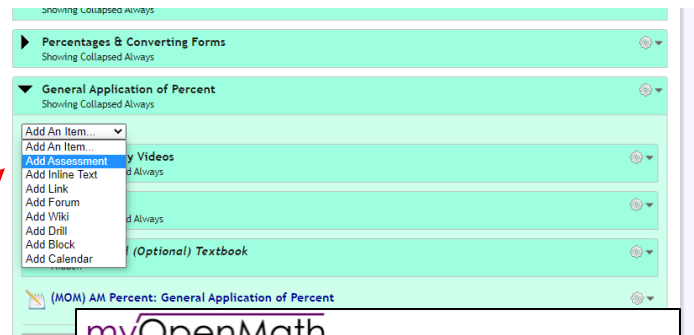 Showing Collapsed Always
Percentages & Converting Forms
Showing Collapsed Always
General Application of Percent
Showing Collapsed Always
Add An Item...
Add An Item...
Add Assessment
Add Inline Text
Add Link
Add Forum
Add Wiki
Add Drill
Add Block
Add Calendar
Videos
Always
Always
(Optional) Textbook
(MOM) AM Percent: General Application of Percent
myOpenMath